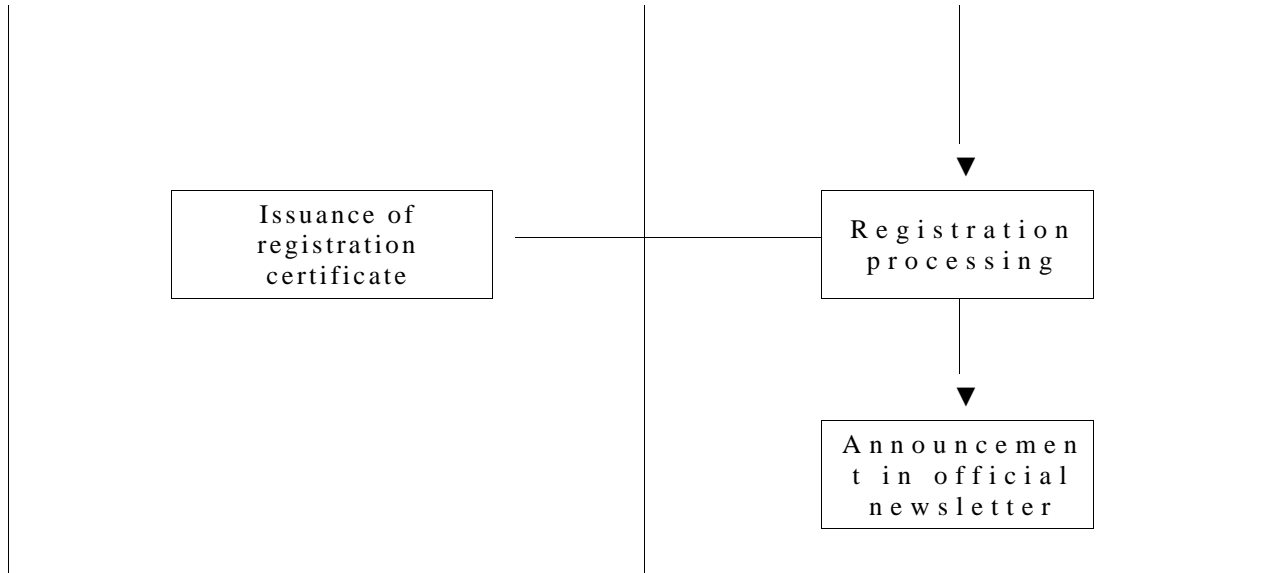 Issuance of
registration
certificate
Registration
processing
Announcemen
t in official
newsletter